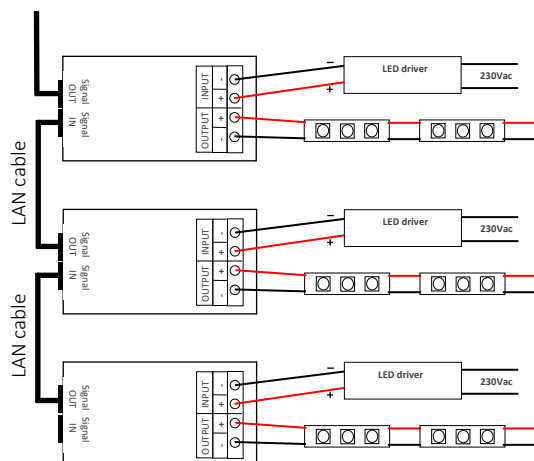 Signal
OUT
Signal
IN
INPUT
-
+
OUTPUT
+
-
–
+
LED driver
230Vac
LAN cable
Signal
OUT
Signal
IN
INPUT
-
+
OUTPUT
+
-
–
+
LED driver
230Vac
LAN cable
Signal
OUT
Signal
IN
INPUT
-
+
OUTPUT
+
-
–
+
LED driver
230Vac